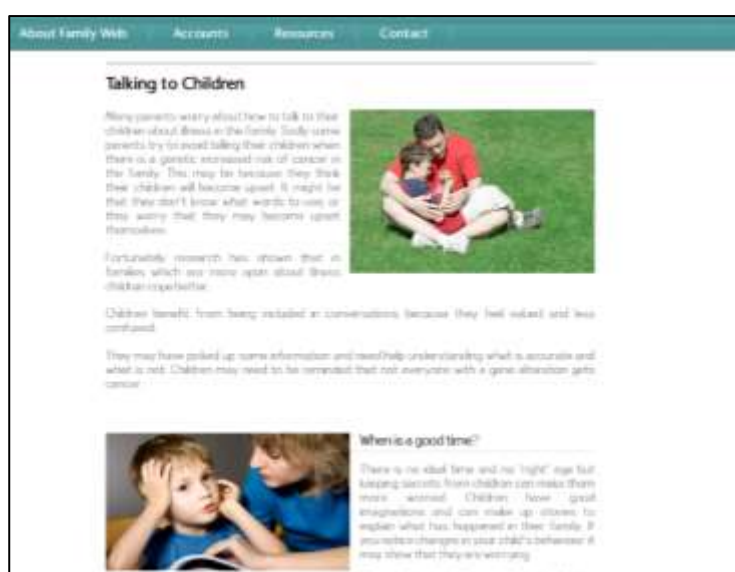 About Family Web Accounts Resources Contact
Talking to Children
Many parents worry about how to talk to their
children about illness in the family. Sadly some
parents try to avoid telling their children when
there is a genetic increased risk of cancer in
the family. This may be because they think
their children will become upset. It might be
that they don't know what words to use, or
they worry that they may become upset
themselves.
Fortunately research has shown that in
families which are more open about illness
children cope better.
Children benefit from being included in conversations, because they feel valued and less
confused.
They may have picked up some information and need help understanding what is accurate and
what is not. Children may need to be reminded that not everyone with a gene alteration gets
cancer.
When is a good time?
There is no ideal time and no 'right' age but
keeping secrets from children can make them
more worried. Children have good
imaginations and can make up stories to
explain what has happened in their family. If
you notice changes in your child's behaviour it
may show that they are worrying.